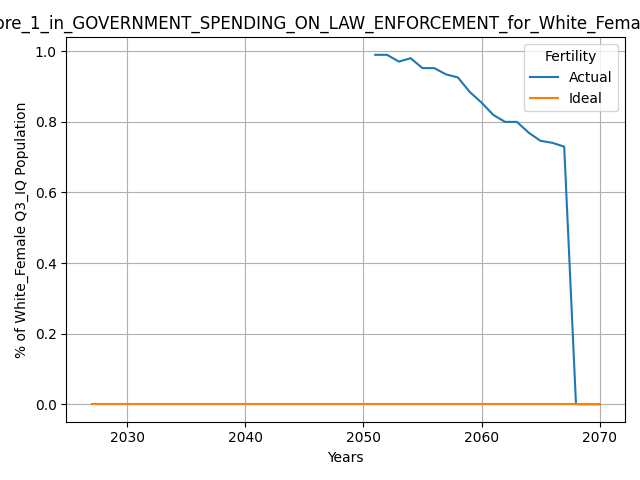 ore_1_in_GOVERNMENT_SPENDING_ON_LAW_ENFORCEMENT_for_White_Fema
Fertility
Actual
Ideal
% of White_Female Q3_IQ Population
1.0
0.8
0.6
0.4
0.2
0.0
2030 2040 2050 2060 2070
Years